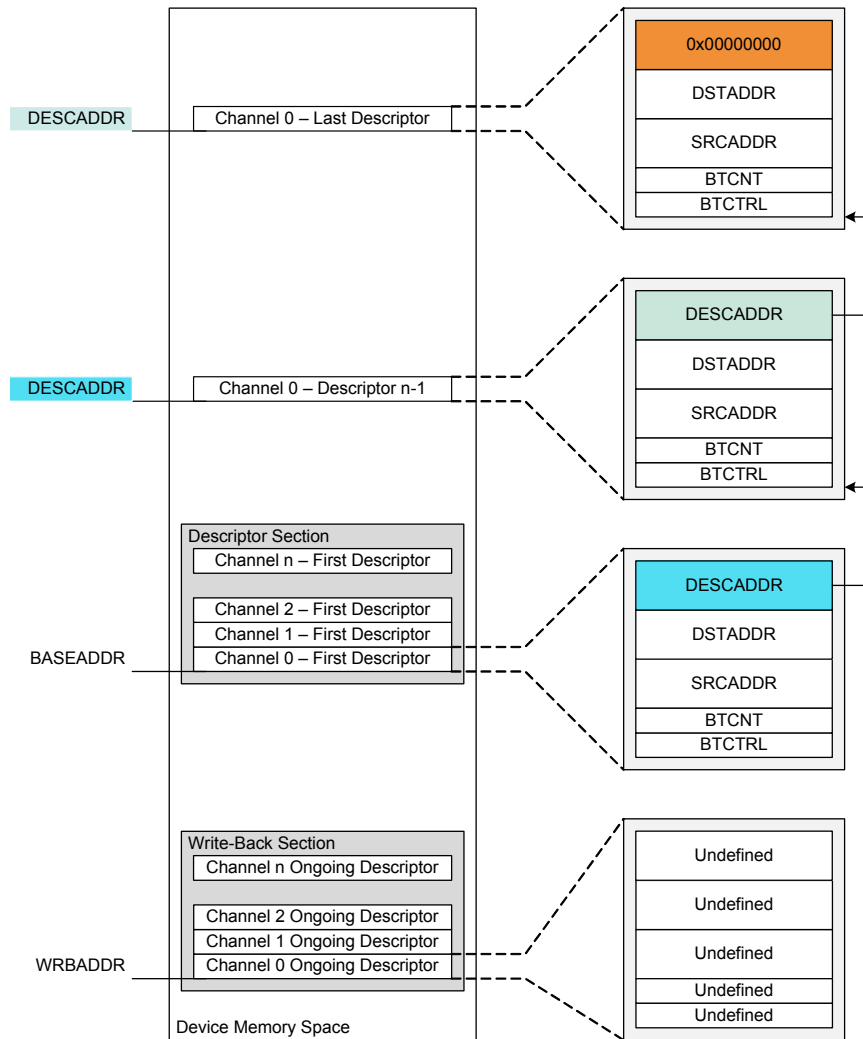 0x00000000
DESCADDR
Channel 0 – Last Descriptor
DSTADDR
SRCADDR
BTCNT
BTCTRL
DESCADDR
DESCADDR
Channel 0 – Descriptor n-1
DSTADDR
SRCADDR
BTCNT
BTCTRL
Descriptor Section
Channel n – First Descriptor
Channel 2 – First Descriptor
Channel 1 – First Descriptor
BASEADDR
Channel 0 – First Descriptor
DESCADDR
DSTADDR
SRCADDR
BTCNT
BTCTRL
Write-Back Section
Channel n Ongoing Descriptor
Channel 2 Ongoing Descriptor
Channel 1 Ongoing Descriptor
WRBADDR
Channel 0 Ongoing Descriptor
Undefined
Undefined
Undefined
Undefined
Undefined
Device Memory Space